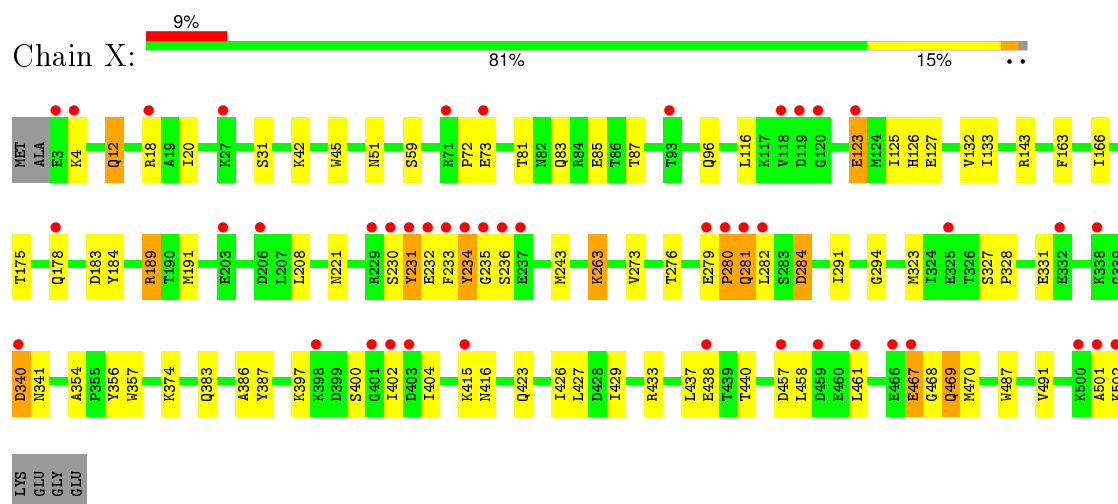 9%
Chain X:
81% 15% • •
MET ALA E3 K4 Q12 R18 A19 I20 K27 S31 K42 W45 N51 S59 R71 P72 E73 T81 N82 Q83 R84 E85 T86 T87 T93 Q96 L116 K117 V118 D119 G120 E123 M124 I125 H126 E127 V132 I133 R143 F163 I166
T175 Q178 D183 Y184 R189 T190 M191 E203 D206 L207 L208 N221 R229 S230 Y231 E232 F233 Y234 G235 S236 E237 M243 K263 V273 T276 E279 P280 Q281 L282 S283 D284 I291 G294 M323 I324 E325 T326 S327 P328 E331 E332 K338 G339
D340 N341 A354 P355 Y356 W357 K374 Q383 A386 Y387 K397 K398 D399 S400 G401 I402 D403 I404 K415 N416 Q423 I426 L427 D428 I429 R433 L437 E438 T439 T440 D457 L458 D459 E460 L461 E466 E467 G468 Q469 M470 W487 V491 K500 A501 K502
LYS GLU GLY GLU